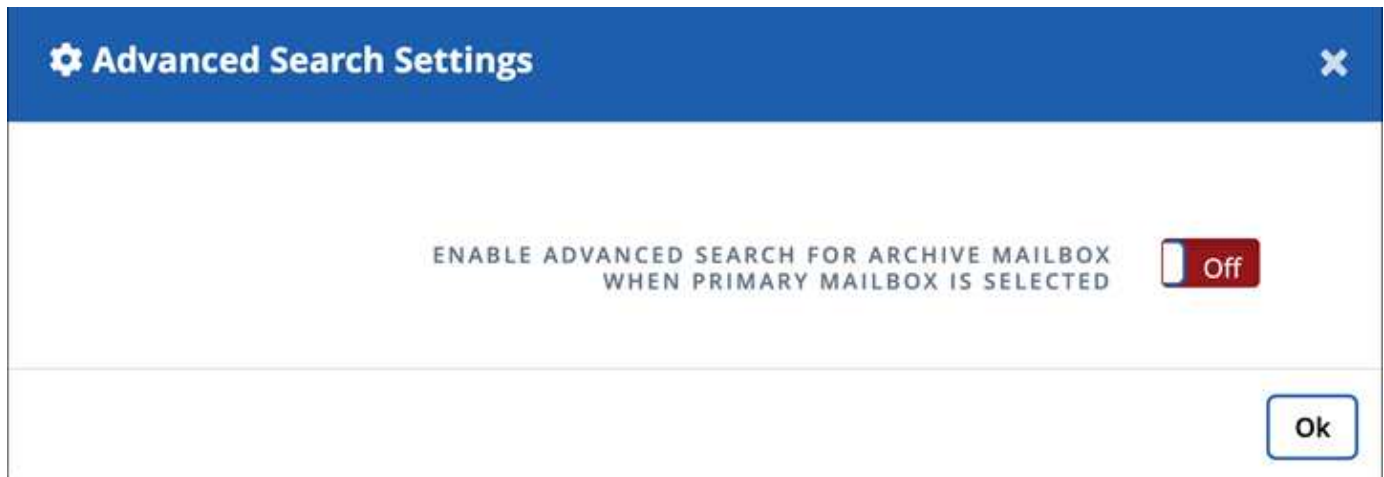 Advanced Search Settings
ENABLE ADVANCED SEARCH FOR ARCHIVE MAILBOX
WHEN PRIMARY MAILBOX IS SELECTED
Off
Ok